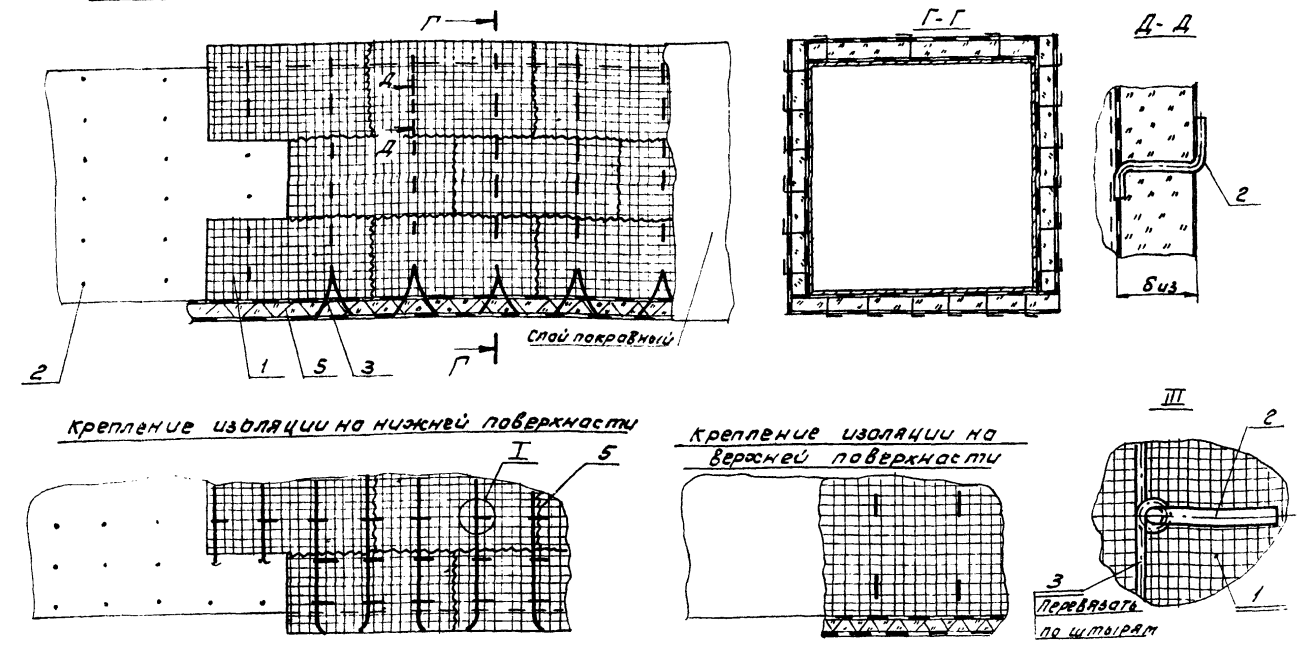 Г
Г-Г
Д-Д
Д
Д
2
биз
Слой покровный
2
1
5
3
Г
Крепление изоляции на нижней поверхности
I
5
Крепление изоляции на
верхней поверхности
III
2
3
Перевязать
по штырям
1